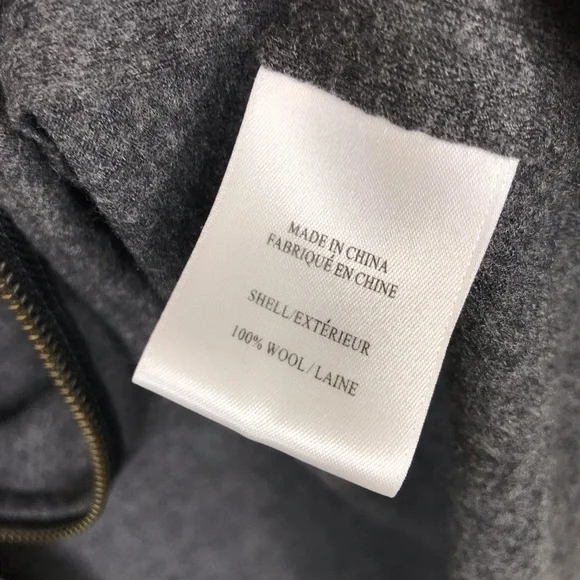 MADE IN CHINA
FABRIQUÉ EN CHINE
SHELL/EXTÉRIEUR
100% WOOL/LAINE